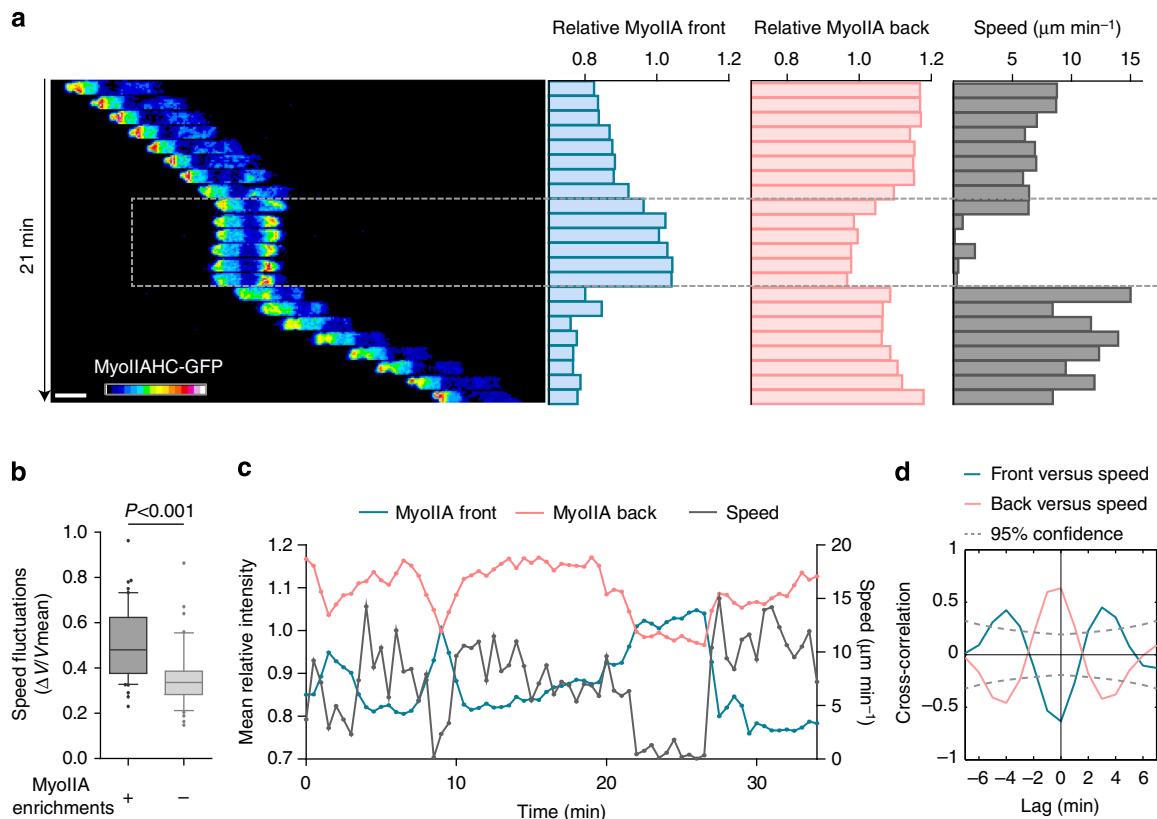 a
Relative MyoIIA front
Relative MyoIIA back
Speed (μm min⁻¹)
0.8 1.0 1.2
0.8 1.0 1.2
5 10 15
21 min
MyoIIAHC-GFP
b
P<0.001
Speed fluctuations
(ΔV/Vmean)
1.0
0.8
0.6
0.4
0.2
0.0
MyoIIA
enrichments
+ −
c
MyoIIA front MyoIIA back Speed
Mean relative intensity
1.2
1.1
1.0
0.9
0.8
0.7
20
15
10
5
0
Speed (μm min⁻¹)
0 10 20 30
Time (min)
d
Front versus speed
Back versus speed
95% confidence
Cross-correlation
1
0.5
0
−0.5
−1
−6 −4 −2 0 2 4 6
Lag (min)